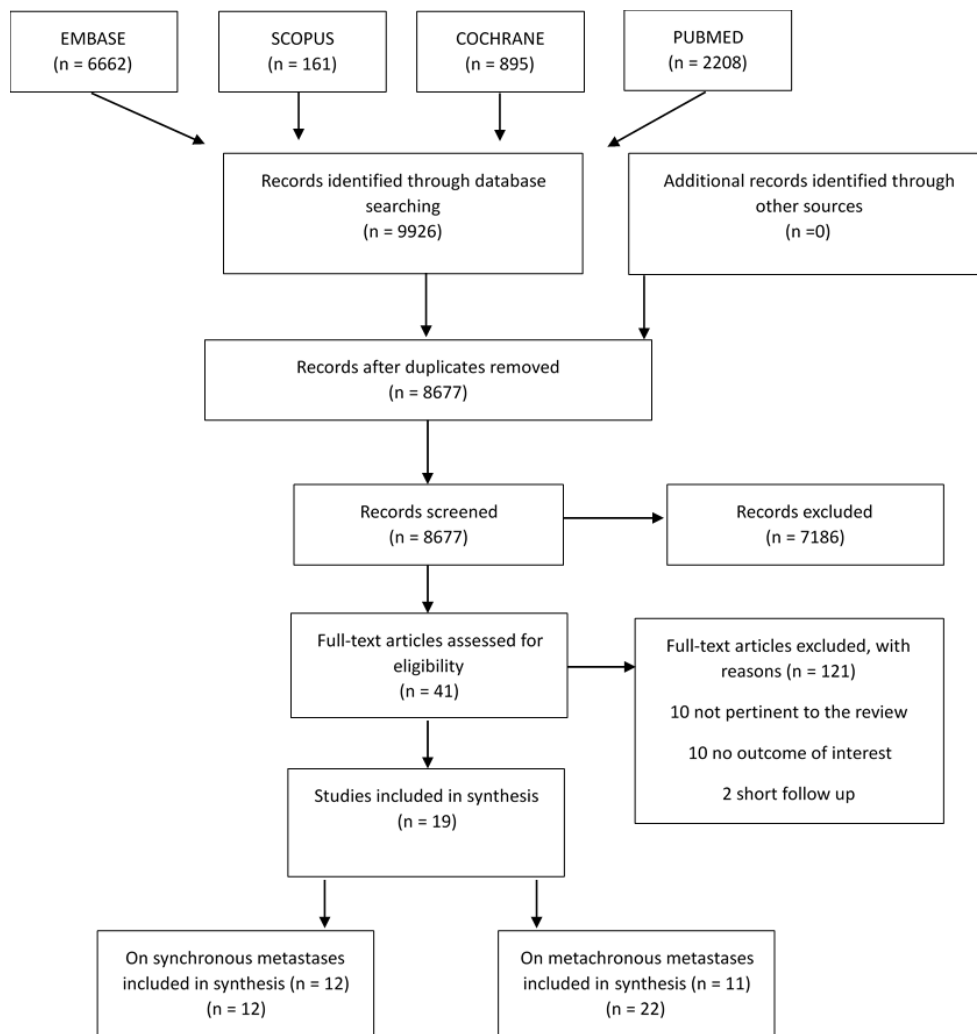 EMBASE
(n = 6662)
SCOPUS
(n = 161)
COCHRANE
(n = 895)
PUBMED
(n = 2208)
Records identified through database
searching
(n = 9926)
Additional records identified through
other sources
(n =0)
Records after duplicates removed
(n = 8677)
Records screened
(n = 8677)
Records excluded
(n = 7186)
Full-text articles assessed for
eligibility
(n = 41)
Full-text articles excluded, with
reasons (n = 121)
10 not pertinent to the review
10 no outcome of interest
2 short follow up
Studies included in synthesis
(n = 19)
On synchronous metastases
included in synthesis (n = 12)
(n = 12)
On metachronous metastases
included in synthesis (n = 11)
(n = 22)